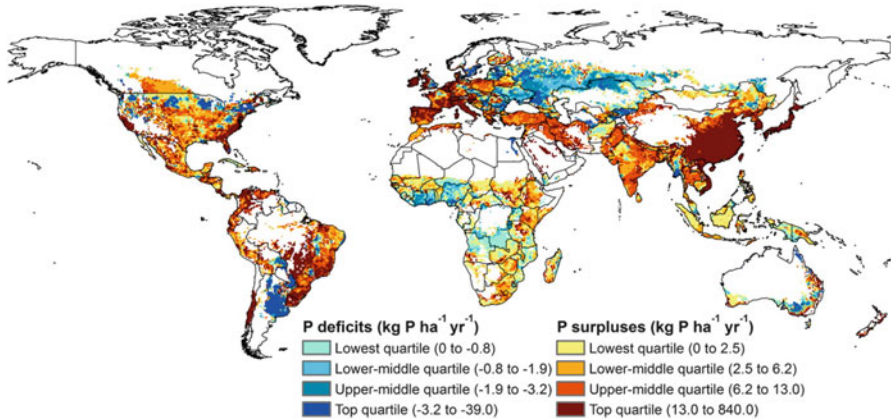 P deficits (kg P ha⁻¹ yr⁻¹)
Lowest quartile (0 to -0.8)
Lower-middle quartile (-0.8 to -1.9)
Upper-middle quartile (-1.9 to -3.2)
Top quartile (-3.2 to -39.0)
P surpluses (kg P ha⁻¹ yr⁻¹)
Lowest quartile (0 to 2.5)
Lower-middle quartile (2.5 to 6.2)
Upper-middle quartile (6.2 to 13.0)
Top quartile (13.0 to 840.0)